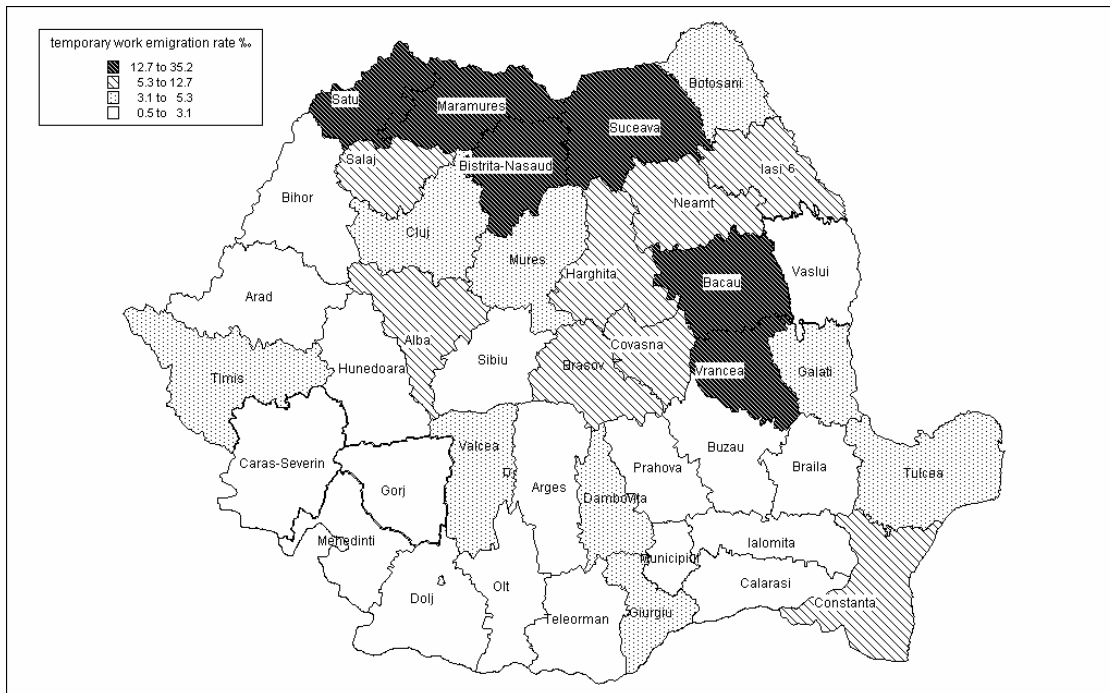 temporary work emigration rate ‰
12.7 to 35.2
5.3 to 12.7
3.1 to 5.3
0.5 to 3.1
Botosani
Satu
Maramures
Suceava
Salaj
Bistrita-Nasaud
Iasi 6
Bihor
Neamt
Cluj
Mures
Harghita
Bacau
Vaslui
Arad
Alba
Covasna
Sibiu
Hunedoara
Brasov
Vrancea
Galati
Timis
Valcea
Buzau
Caras-Severin
Prahova
Braila
Tulcea
Gorj
Arges
DamboVita
Mehedinti
Ialomita
Municipiul
Olt
Calarasi
Dolj
Teleorman
Giurgiu
Constanta